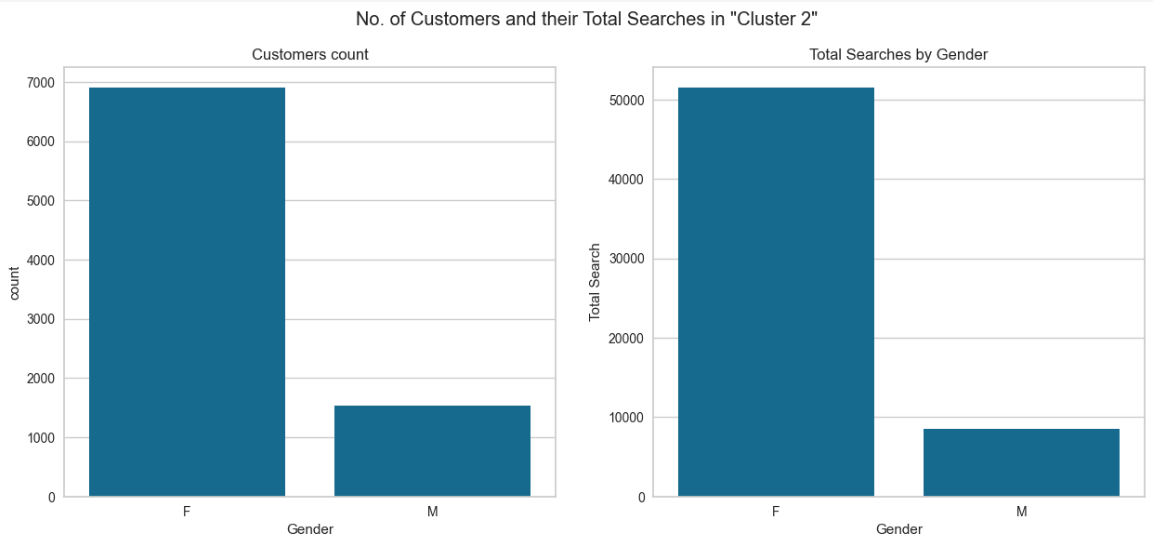 No. of Customers and their Total Searches in "Cluster 2"
Customers count
7000
6000
5000
4000
3000
2000
1000
0
count
F
M
Gender
Total Searches by Gender
50000
40000
30000
20000
10000
0
Total Search
F
M
Gender